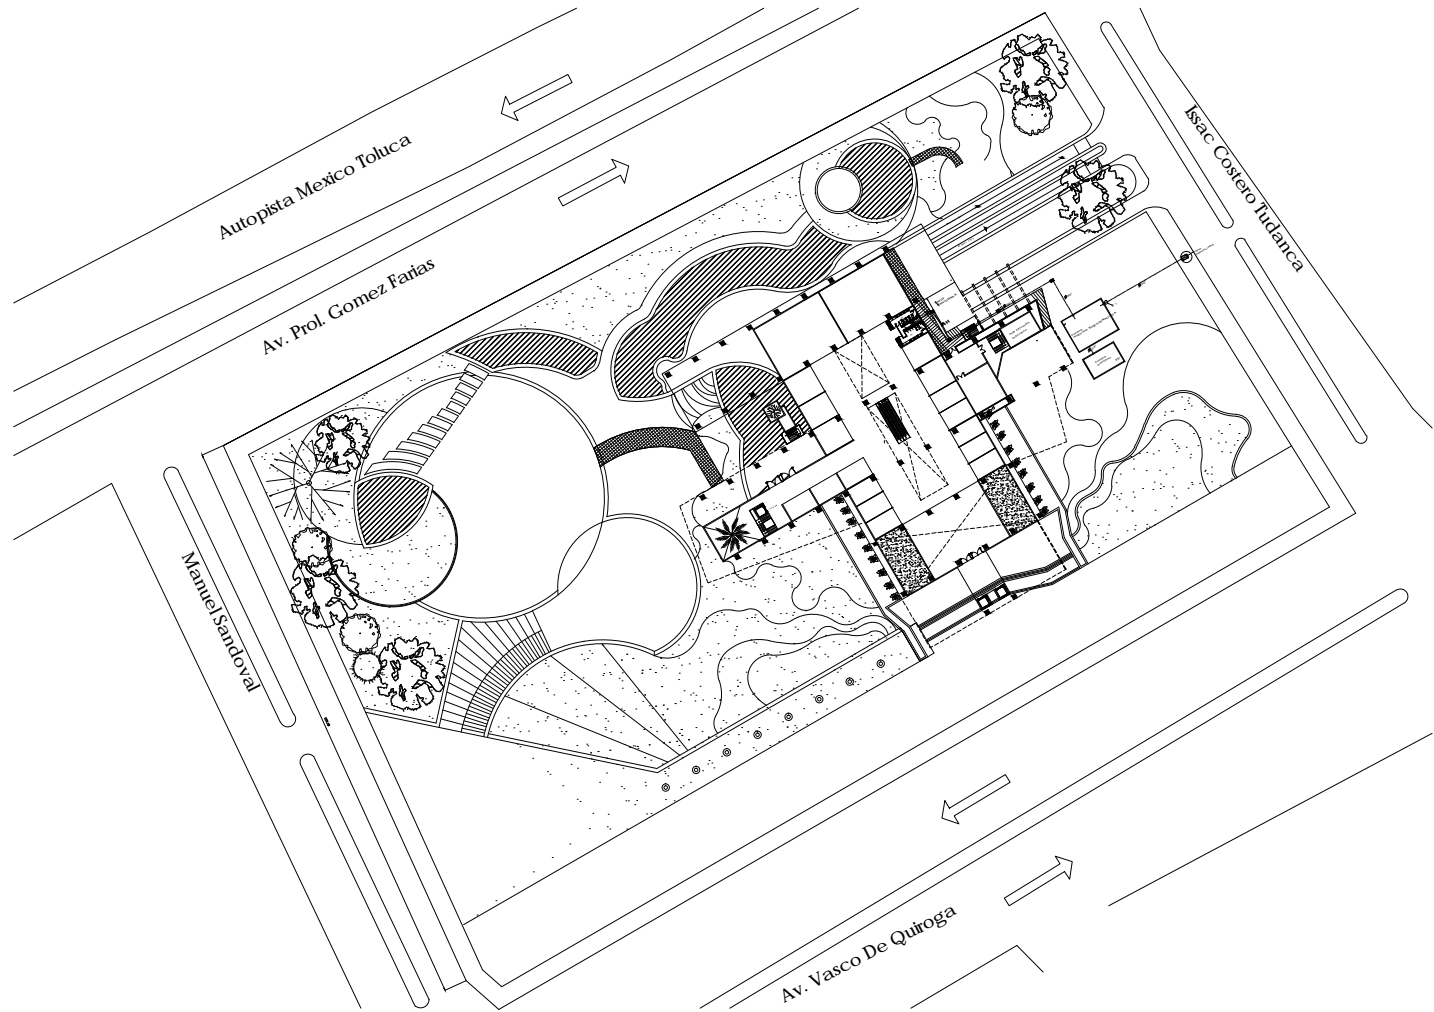 Autopista Mexico Toluca
Av. Prol. Gomez Farias
Issac Costero Tudanca
Manuel Sandoval
Av. Vasco De Quiroga